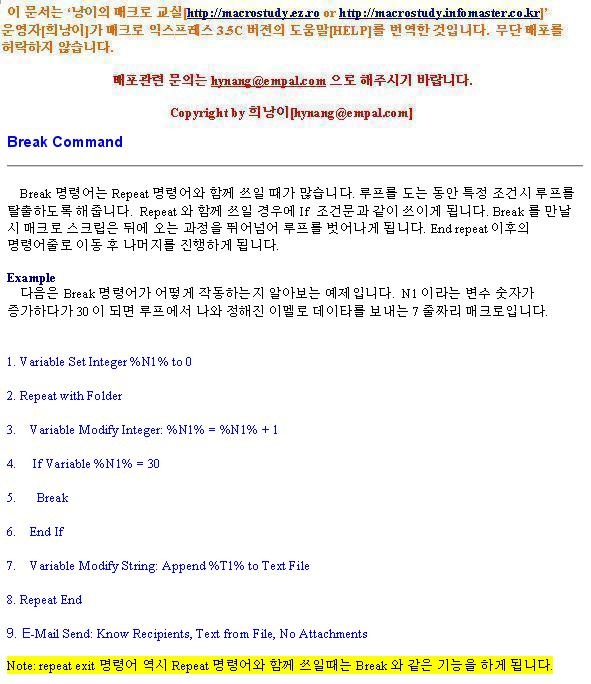 이 문서는 ‘낭이의 매크로 교실[http://macrostudy.ez.ro or http://macrostudy.infomaster.co.kr]’
운영자[희낭이]가 매크로 익스프레스 3.5C 버젼의 도움말[HELP]를 번역한 것입니다. 무단 배포를
허락하지 않습니다.
배포관련 문의는 hynang@empal.com 으로 해주시기 바랍니다.
Copyright by 희낭이[hynang@empal.com]
Break Command
Break 명령어는 Repeat 명령어와 함께 쓰일 때가 많습니다. 루프를 도는 동안 특정 조건시 루프를
탈출하도록 해줍니다. Repeat 와 함께 쓰일 경우에 If 조건문과 같이 쓰이게 됩니다. Break 를 만날
시 매크로 스크립은 뒤에 오는 과정을 뛰어넘어 루프를 벗어나게 됩니다. End repeat 이후의
명령어줄로 이동 후 나머지를 진행하게 됩니다.
Example
다음은 Break 명령어가 어떻게 작동하는지 알아보는 예제입니다. N1 이라는 변수 숫자가
증가하다가 30 이 되면 루프에서 나와 정해진 이멜로 데이타를 보내는 7 줄짜리 매크로입니다.
1. Variable Set Integer %N1% to 0
2. Repeat with Folder
3. Variable Modify Integer: %N1% = %N1% + 1
4. If Variable %N1% = 30
5. Break
6. End If
7. Variable Modify String: Append %T1% to Text File
8. Repeat End
9. E-Mail Send: Know Recipients, Text from File, No Attachments
Note: repeat exit 명령어 역시 Repeat 명령어와 함께 쓰일때는 Break 와 같은 기능을 하게 됩니다.